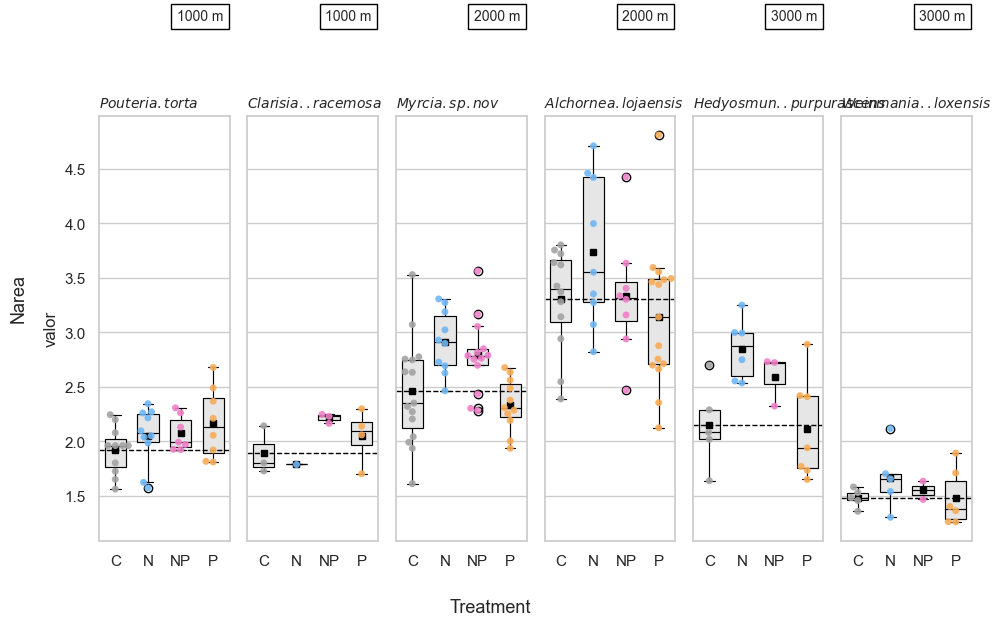 1000 m 1000 m 2000 m 2000 m 3000 m 3000 m
Pouteria.torta Clarisia..racemosa Myrcia.sp.nov Alchornea.lojaensis Hedyosmun..purpurascens Weinmania..loxensis
4.5
4.0
3.5
3.0
2.5
2.0
1.5
Narea
valor
C N NP P C N NP P C N NP P C N NP P C N NP P C N NP P
Treatment